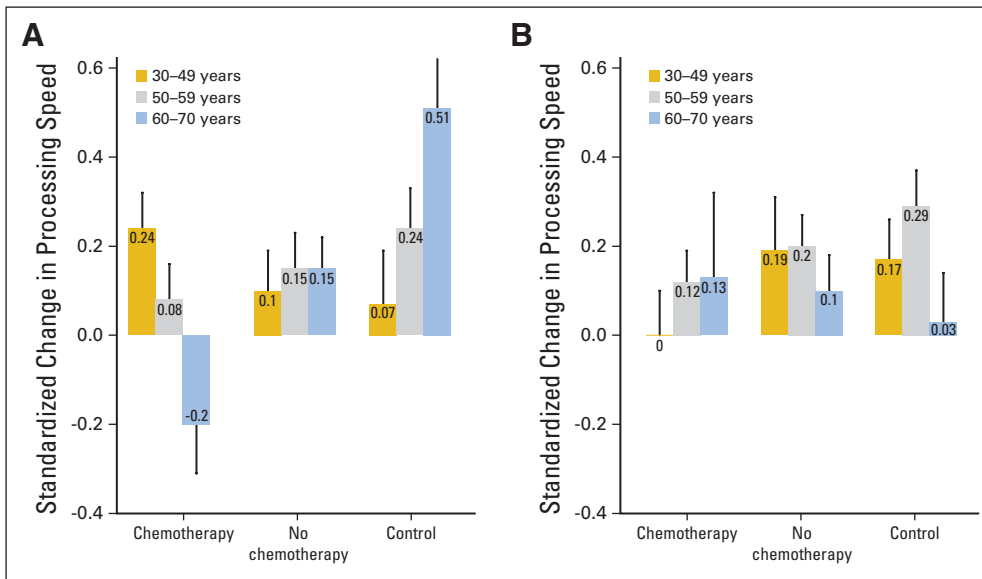 A
Standardized Change in Processing Speed
0.6
0.4
0.2
0.0
-0.2
-0.4
30–49 years
50–59 years
60–70 years
0.24
0.08
-0.2
0.1
0.15
0.15
0.07
0.24
0.51
Chemotherapy
No
chemotherapy
Control
B
Standardized Change in Processing Speed
0.6
0.4
0.2
0.0
-0.2
-0.4
30–49 years
50–59 years
60–70 years
0
0.12
0.13
0.19
0.2
0.1
0.17
0.29
0.03
Chemotherapy
No
chemotherapy
Control